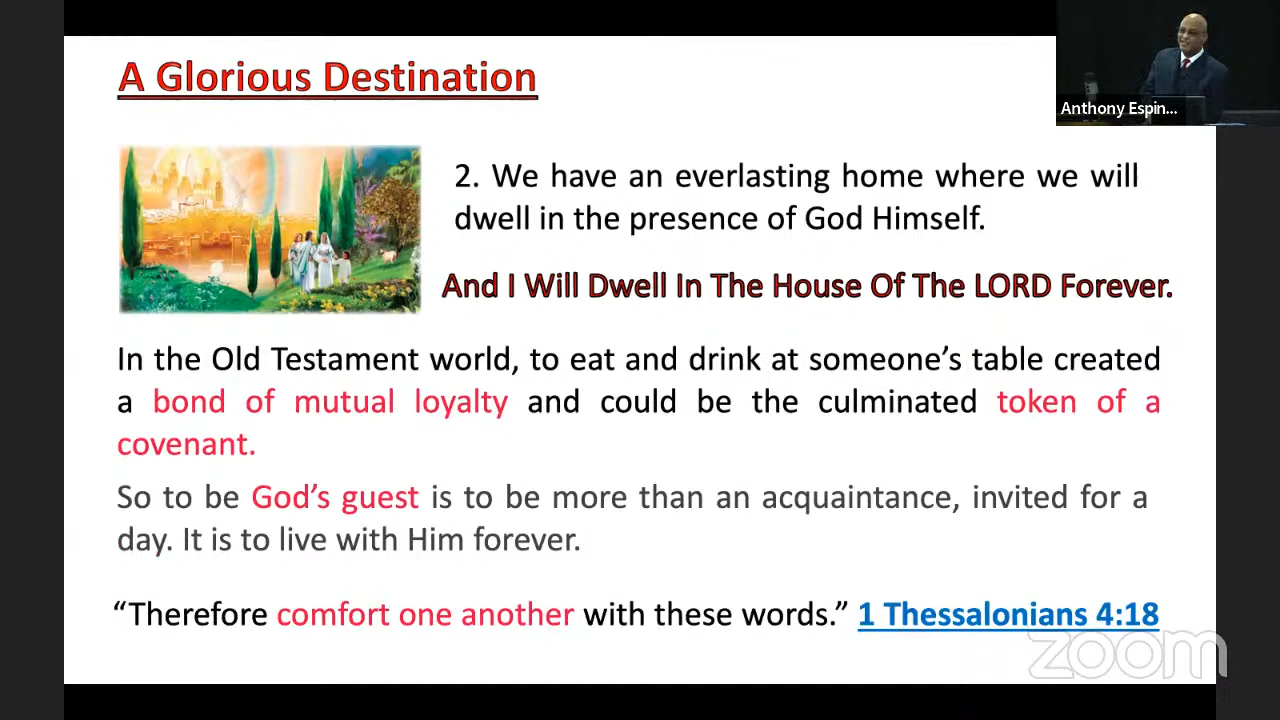 A Glorious Destination
Anthony Espin...
2. We have an everlasting home where we will
dwell in the presence of God Himself.
And I Will Dwell In The House Of The LORD Forever.
In the Old Testament world, to eat and drink at someone’s table created
a bond of mutual loyalty and could be the culminated token of a
covenant.
So to be God’s guest is to be more than an acquaintance, invited for a
day. It is to live with Him forever.
“Therefore comfort one another with these words.” 1 Thessalonians 4:18
zoom